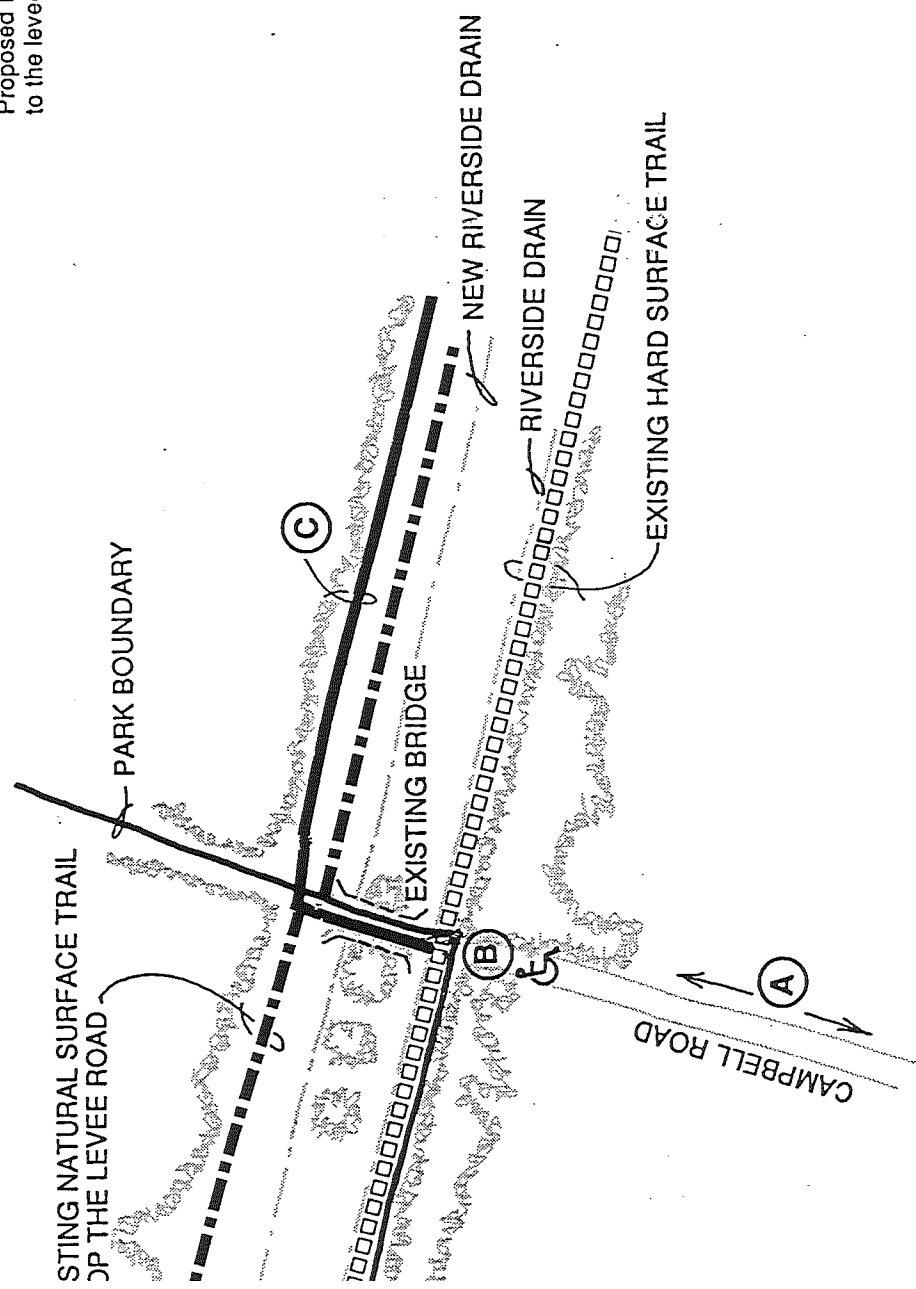 Proposed
to the levee
PARK BOUNDARY
STING NATURAL SURFACE TRAIL
OP THE LEVEE ROAD
C
NEW RIVERSIDE DRAIN
RIVERSIDE DRAIN
EXISTING BRIDGE
EXISTING HARD SURFACE TRAIL
B
A
CAMPBELL ROAD